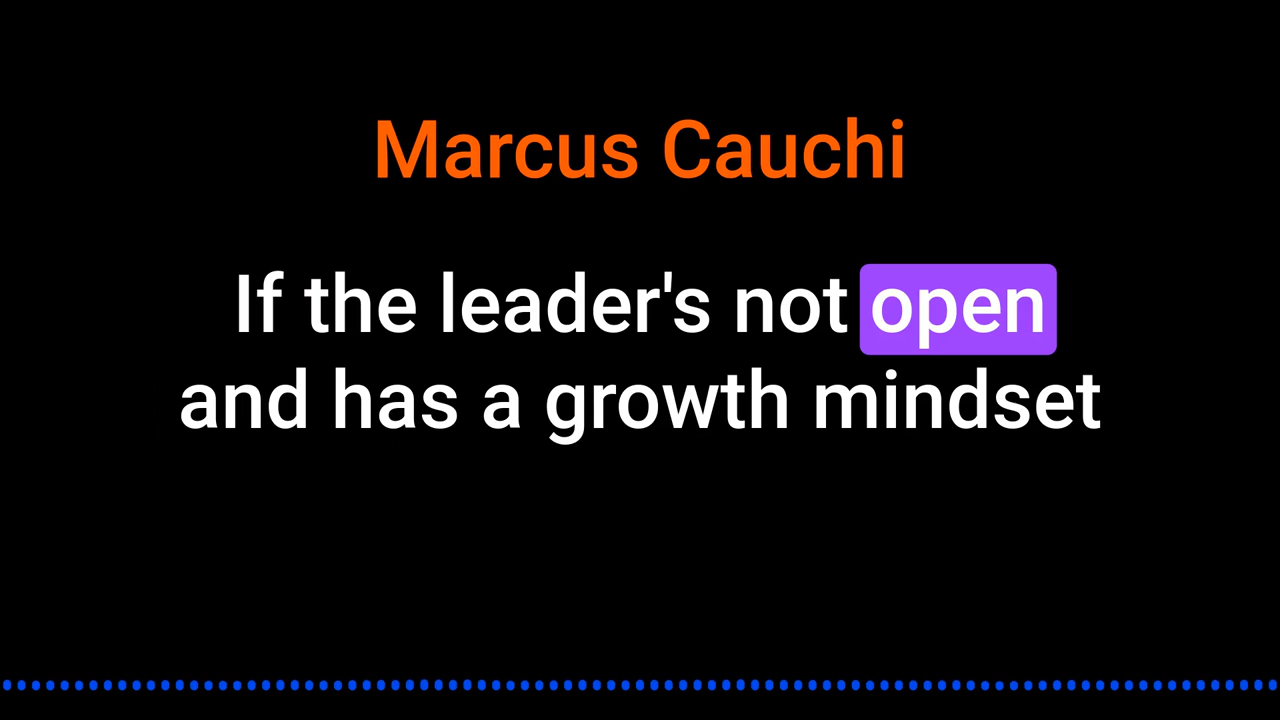 Marcus Cauchi
If the leader's not open
and has a growth mindset